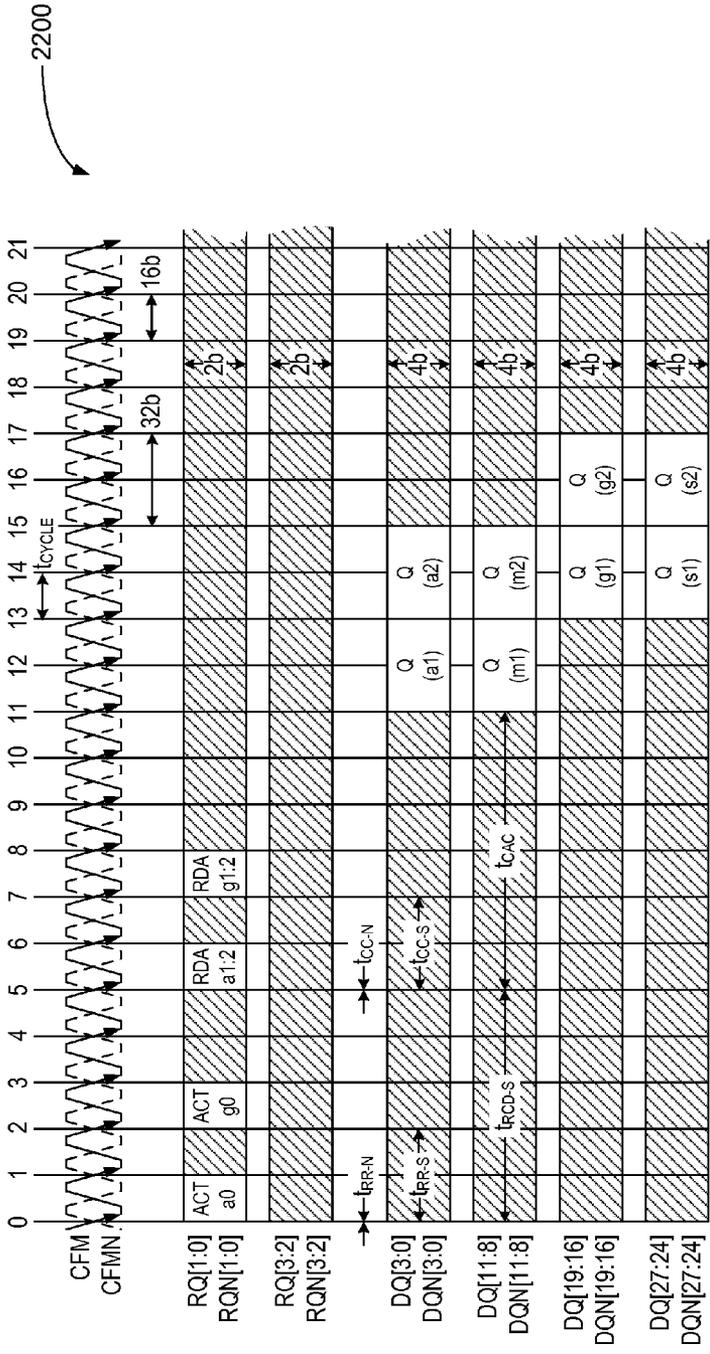 2200
0 1 2 3 4 5 6 7 8 9 10 11 12 13 14 15 16 17 18 19 20 21
CFM
CFMN
tCYCLE
32b
16b
RQ[1:0]
RQN[1:0]
ACT
a0
ACT
g0
RDA
a1:2
RDA
g1:2
2b
RQ[3:2]
RQN[3:2]
2b
tRR-N
tCC-N
DQ[3:0]
DQN[3:0]
tRR-S
tCC-S
Q
(a1)
Q
(a2)
4b
DQ[11:8]
DQN[11:8]
tRCD-S
tCAC
Q
(m1)
Q
(m2)
4b
DQ[19:16]
DQN[19:16]
Q
(g1)
Q
(g2)
4b
DQ[27:24]
DQN[27:24]
Q
(s1)
Q
(s2)
4b